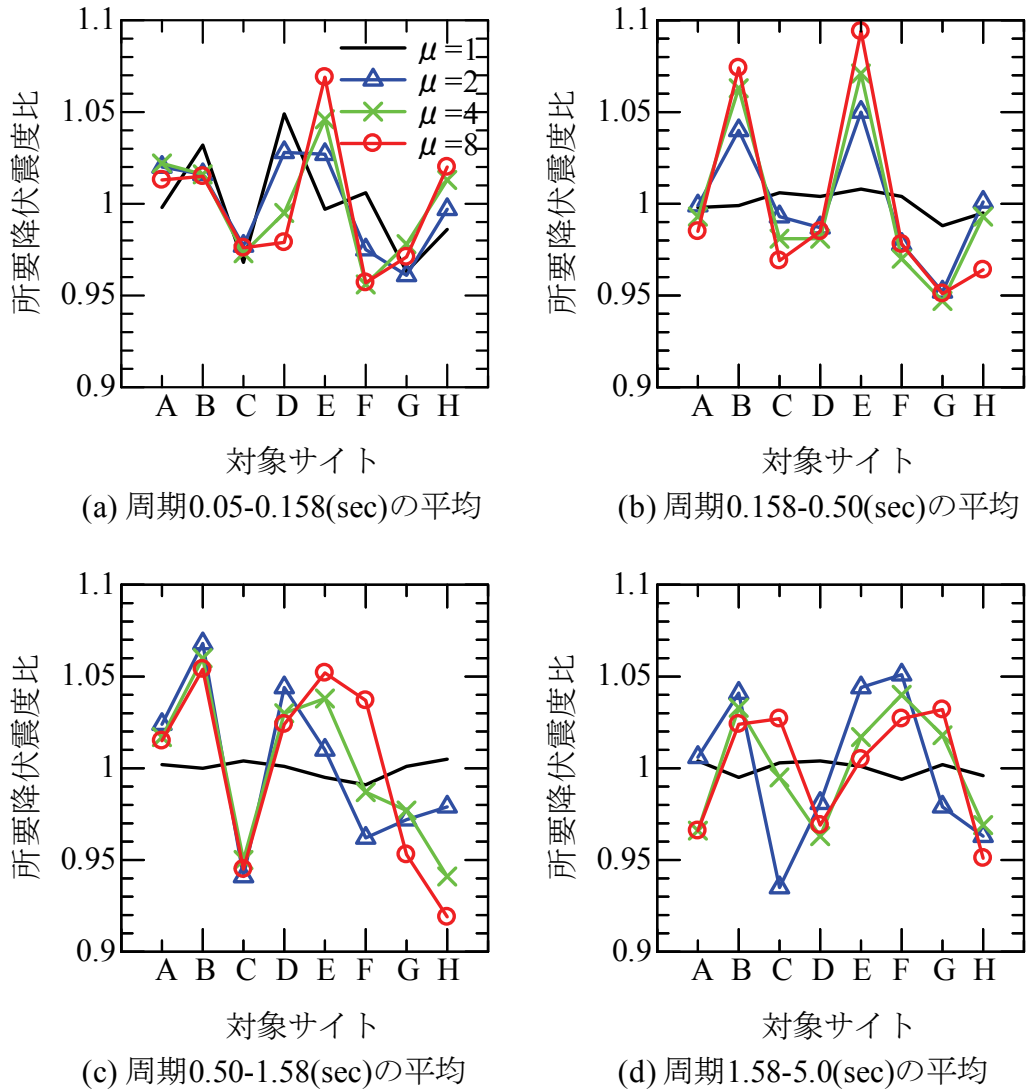 1.1
1.05
1
0.95
0.9
所要降伏震度比
μ=1
μ=2
μ=4
μ=8
A B C D E F G H
対象サイト
(a) 周期0.05-0.158(sec)の平均
1.1
1.05
1
0.95
0.9
所要降伏震度比
A B C D E F G H
対象サイト
(b) 周期0.158-0.50(sec)の平均
1.1
1.05
1
0.95
0.9
所要降伏震度比
A B C D E F G H
対象サイト
(c) 周期0.50-1.58(sec)の平均
1.1
1.05
1
0.95
0.9
所要降伏震度比
A B C D E F G H
対象サイト
(d) 周期1.58-5.0(sec)の平均